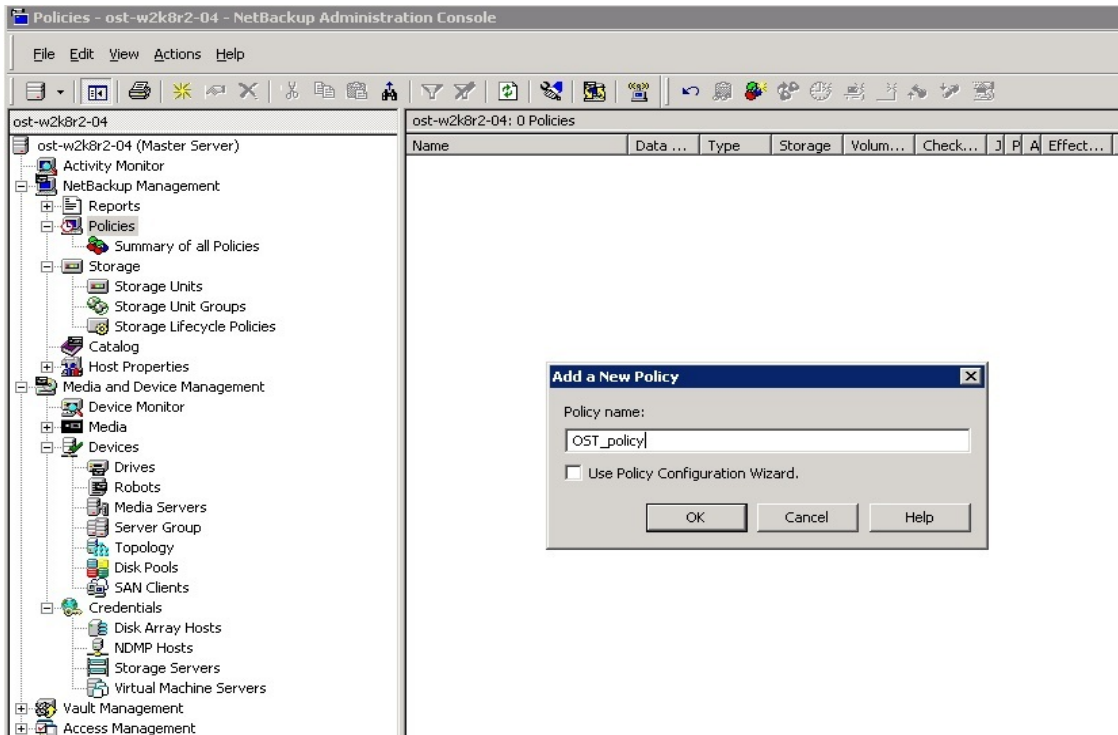 Policies - ost-w2k8r2-04 - NetBackup Administration Console
File Edit View Actions Help
ost-w2k8r2-04
ost-w2k8r2-04: 0 Policies
Name Data ... Type Storage Volum... Check... J P A Effect...
ost-w2k8r2-04 (Master Server)
Activity Monitor
NetBackup Management
Reports
Policies
Summary of all Policies
Storage
Storage Units
Storage Unit Groups
Storage Lifecycle Policies
Catalog
Host Properties
Media and Device Management
Device Monitor
Media
Devices
Drives
Robots
Media Servers
Server Group
Topology
Disk Pools
SAN Clients
Credentials
Disk Array Hosts
NDMP Hosts
Storage Servers
Virtual Machine Servers
Vault Management
Access Management
Add a New Policy
Policy name:
OST_policy
Use Policy Configuration Wizard.
OK Cancel Help